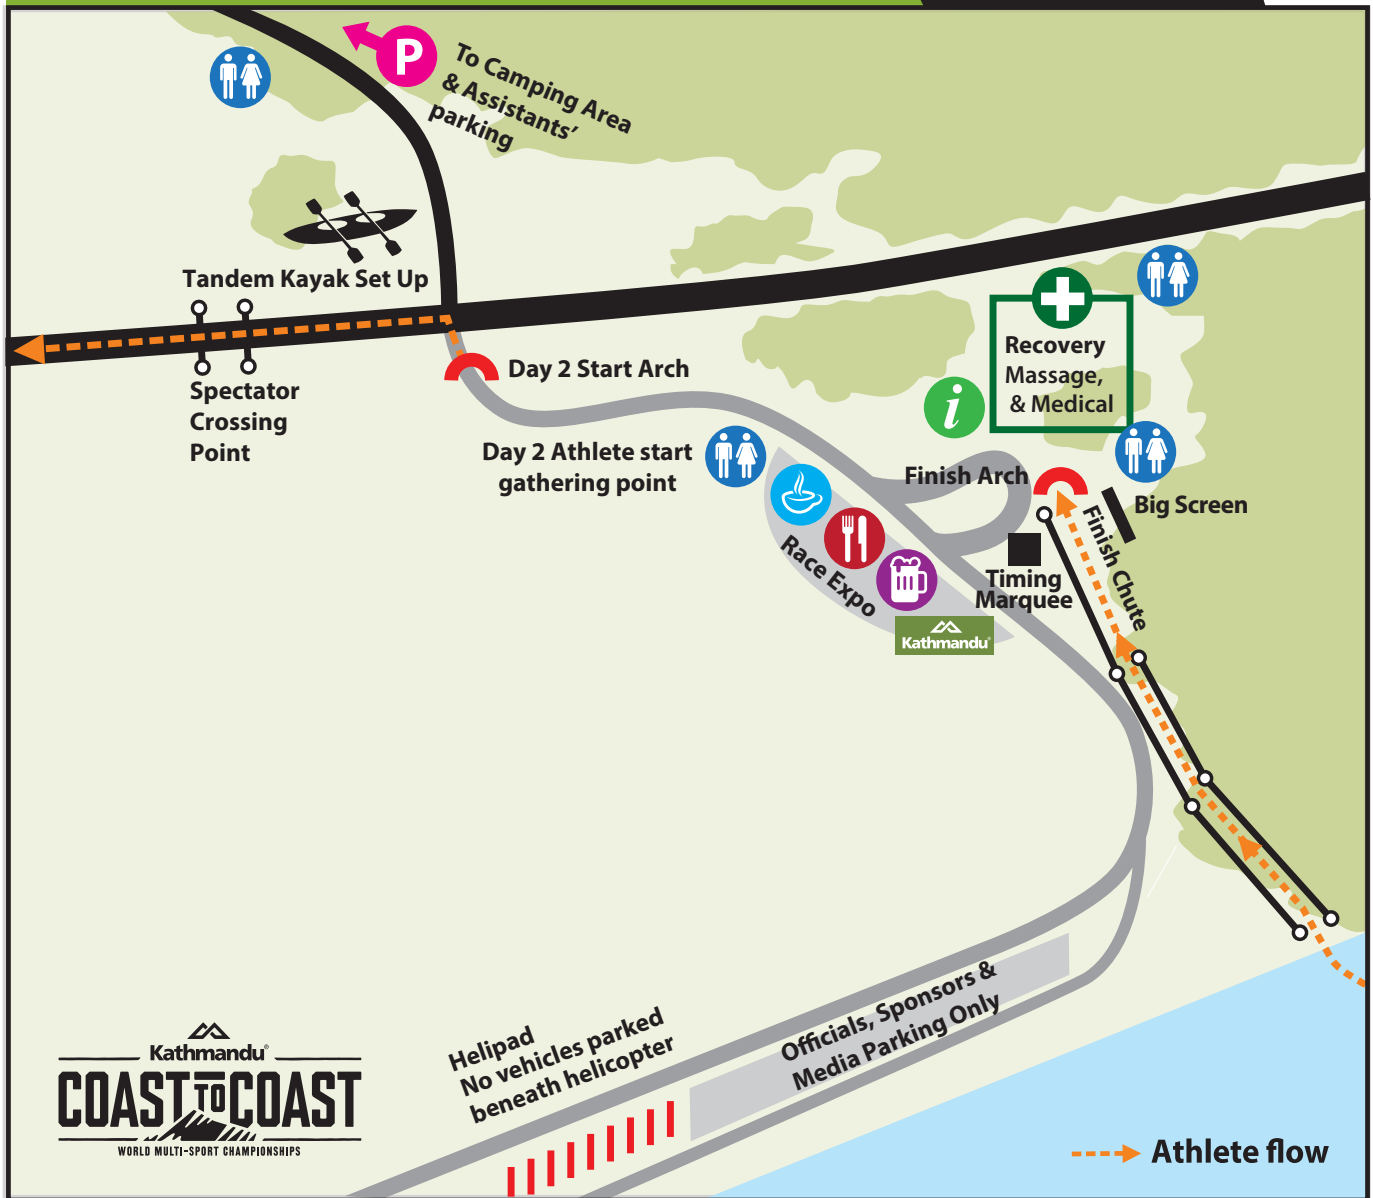 P
To Camping Area
& Assistants’
parking
Tandem Kayak Set Up
Spectator
Crossing
Point
Day 2 Start Arch
Recovery
Massage,
& Medical
i
Day 2 Athlete start
gathering point
Finish Arch
Big Screen
Finish Chute
Timing
Marquee
Race Expo
Kathmandu®
Officials, Sponsors &
Media Parking Only
Helipad
No vehicles parked
beneath helicopter
Kathmandu®
COAST TO COAST
WORLD MULTI-SPORT CHAMPIONSHIPS
Athlete flow